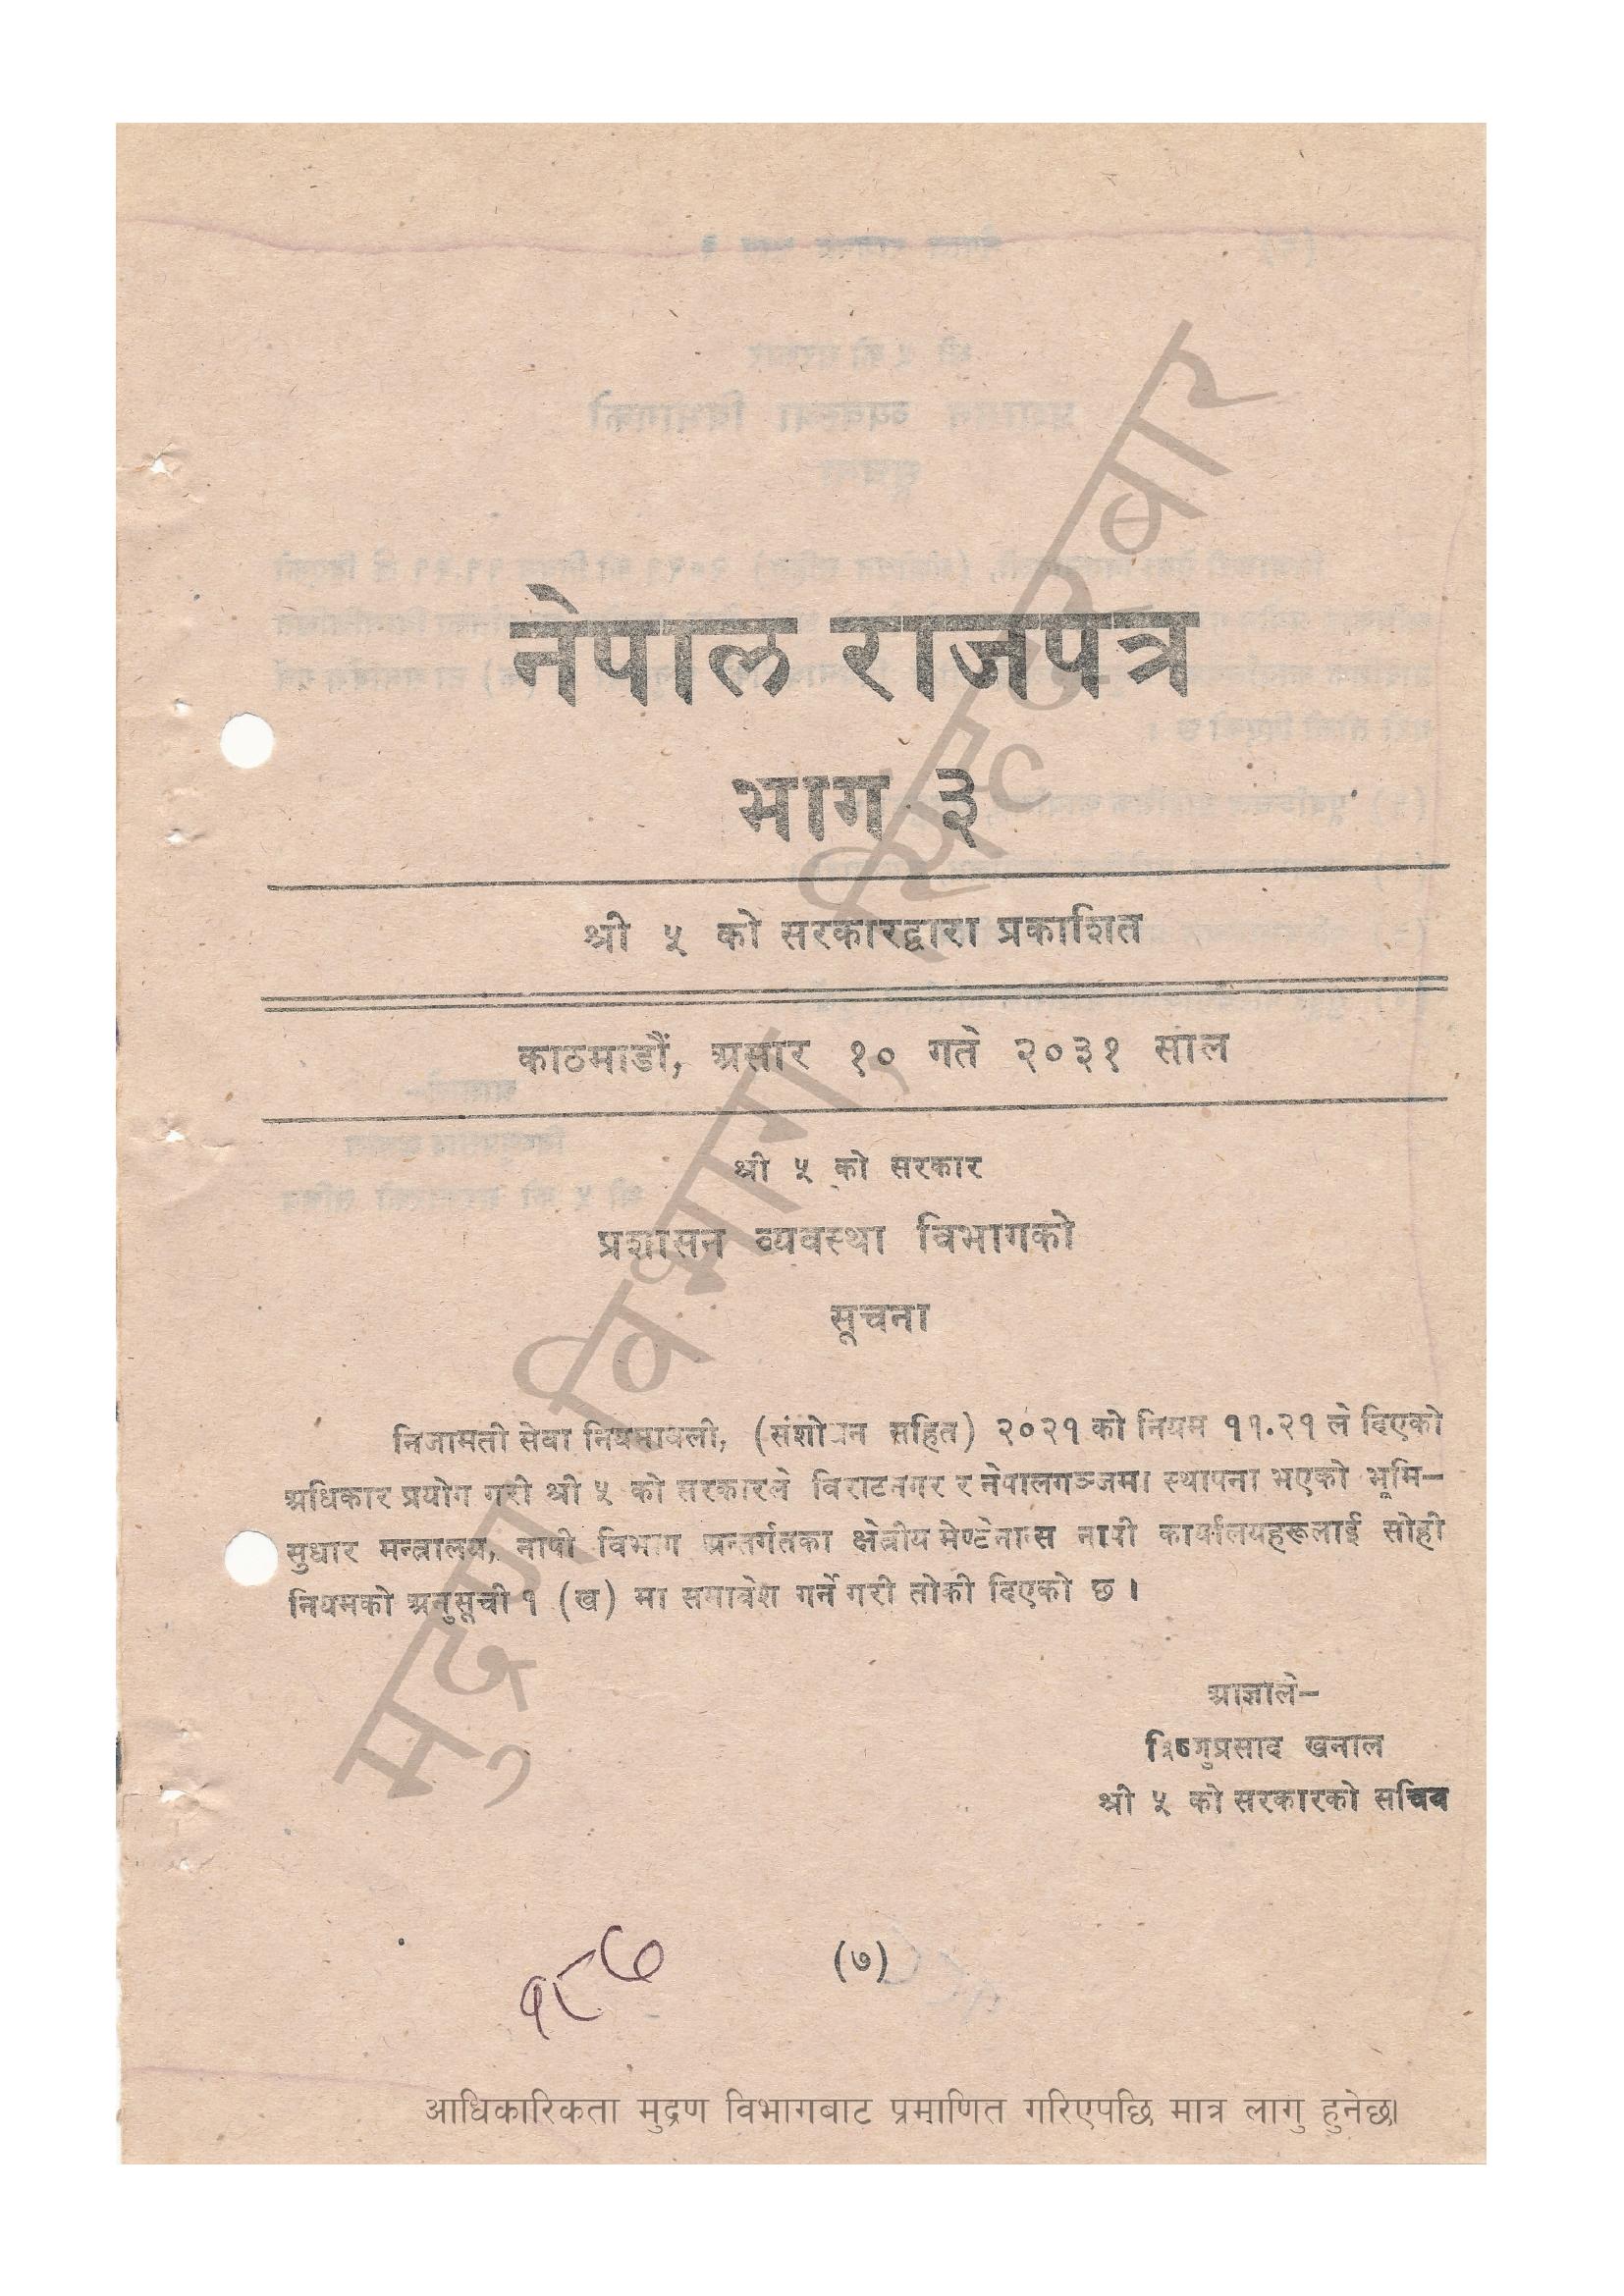 नेपाल राजपत्र
भाग ३
श्री ५ को सरकारद्वारा प्रकाशित
काठमाडौं, असार १० गते २०३१ साल
श्री ५ को सरकार
प्रशासन व्यवस्था विभागको
सूचना
निजामती सेवा नियमावली, (संशोधन सहित) २०२१ को नियम ११.२१ ले दिएको
अधिकार प्रयोग गरी श्री ५ को सरकारले विराटनगर र नेपालगञ्जमा स्थापना भएको भूमि–
सुधार मन्त्रालय, नापी विभाग अन्तर्गतका क्षेत्रीय मेण्टेनान्स नापी कार्यालयहरूलाई सोही
नियमको अनुसूची १ (ख) मा समावेश गर्ने गरी तोकी दिएको छ ।
आज्ञाले–
विष्णुप्रसाद खनाल
श्री ५ को सरकारको सचिव
१८७
(७)
मुद्रण विभाग, सिंहदरवार
आधिकारिकता मुद्रण विभागबाट प्रमाणित गरिएपछि मात्र लागु हुनेछ।